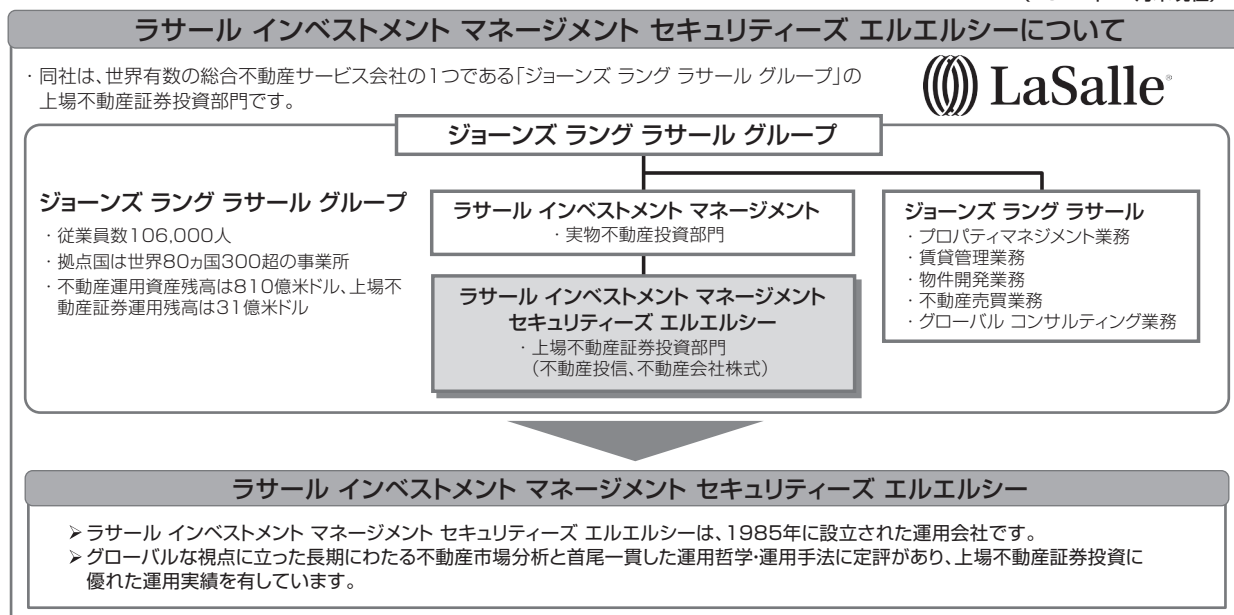 ラサール インベストメント マネージメント セキュリティーズ エルエルシーについて
・同社は、世界有数の総合不動産サービス会社の1つである「ジョーンズ ラング ラサール グループ」の
上場不動産証券投資部門です。
LaSalle®
ジョーンズ ラング ラサール グループ
ジョーンズ ラング ラサール グループ
・従業員数106,000人
・拠点国は世界80ヵ国300超の事業所
・不動産運用資産残高は810億米ドル、上場不
動産証券運用残高は31億米ドル
ラサール インベストメント マネージメント
・実物不動産投資部門
ラサール インベストメント マネージメント
セキュリティーズ エルエルシー
・上場不動産証券投資部門
(不動産投信、不動産会社株式)
ジョーンズ ラング ラサール
・プロパティマネジメント業務
・賃貸管理業務
・物件開発業務
・不動産売買業務
・グローバル コンサルティング業務
ラサール インベストメント マネージメント セキュリティーズ エルエルシー
➢ラサール インベストメント マネージメント セキュリティーズ エルエルシーは、1985年に設立された運用会社です。
➢グローバルな視点に立った長期にわたる不動産市場分析と首尾一貫した運用哲学・運用手法に定評があり、上場不動産証券投資に
優れた運用実績を有しています。